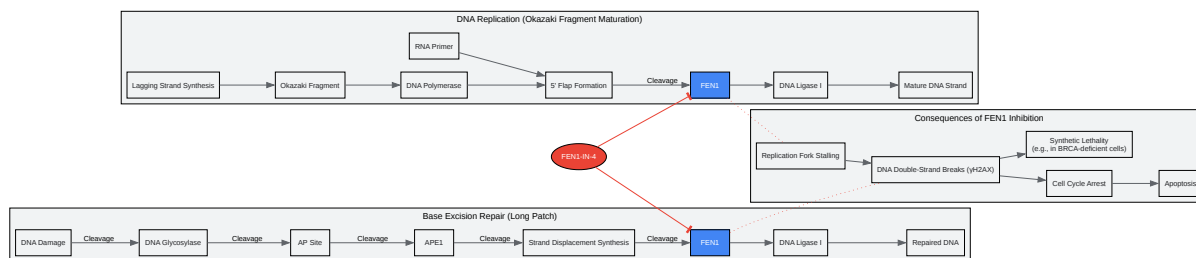 DNA Replication (Okazaki Fragment Maturation)
RNA Primer
Lagging Strand Synthesis
Okazaki Fragment
DNA Polymerase
5' Flap Formation
Cleavage
FEN1
DNA Ligase I
Mature DNA Strand
Consequences of FEN1 Inhibition
Replication Fork Stalling
DNA Double-Strand Breaks (γH2AX)
Synthetic Lethality
(e.g., in BRCA-deficient cells)
Cell Cycle Arrest
Apoptosis
FEN1-IN-4
Base Excision Repair (Long Patch)
DNA Damage
Cleavage
DNA Glycosylase
Cleavage
AP Site
Cleavage
APE1
Cleavage
Strand Displacement Synthesis
Cleavage
FEN1
DNA Ligase I
Repaired DNA